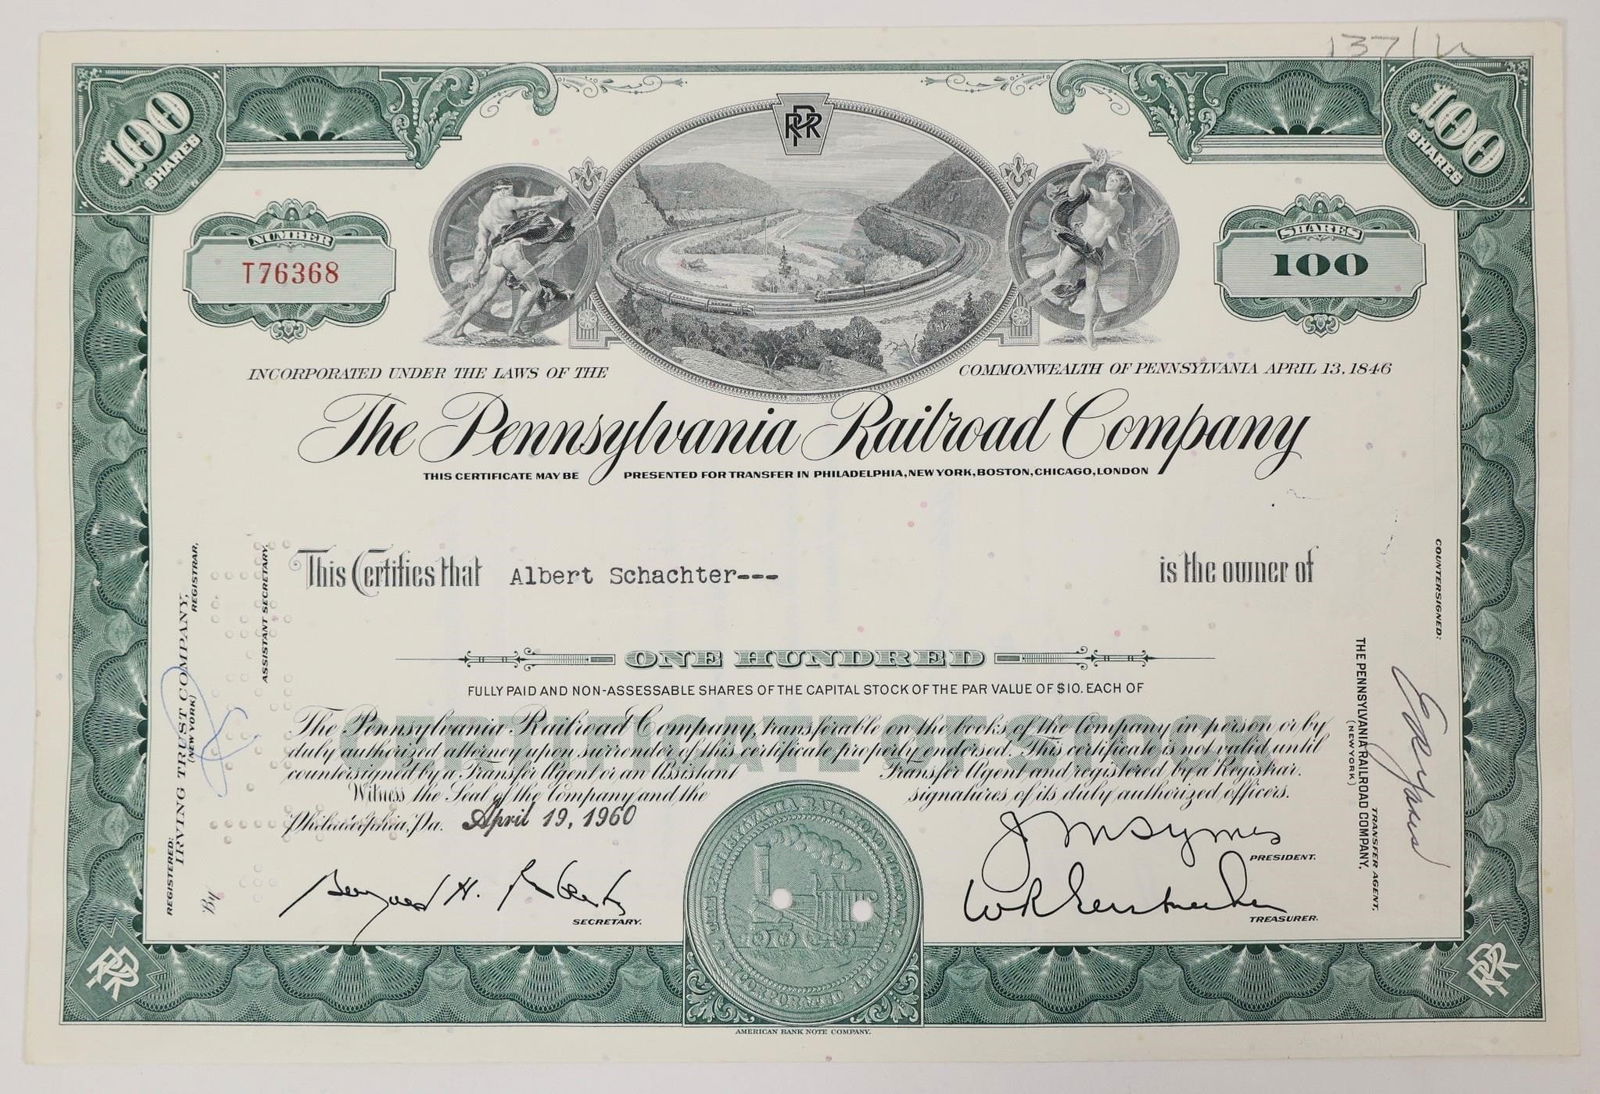 137/
100 SHARES
100 SHARES
PRR
NUMBER
T76368
SHARES
100
INCORPORATED UNDER THE LAWS OF THE COMMONWEALTH OF PENNSYLVANIA APRIL 13, 1846
The Pennsylvania Railroad Company
THIS CERTIFICATE MAY BE PRESENTED FOR TRANSFER IN PHILADELPHIA, NEW YORK, BOSTON, CHICAGO, LONDON
This Certifies that Albert Schachter--- is the owner of
ONE HUNDRED
FULLY PAID AND NON-ASSESSABLE SHARES OF THE CAPITAL STOCK OF THE PAR VALUE OF $10. EACH OF
The Pennsylvania Railroad Company, transferable on the books of the Company in person or by
duly authorized attorney upon surrender of this certificate properly endorsed. This certificate is not valid until
countersigned by a Transfer Agent or an Assistant Transfer Agent and registered by a Registrar.
Witness the Seal of the Company and the signatures of its duly authorized officers.
Philadelphia, Pa. April 19, 1960
J M Symes
PRESIDENT.
Bernard H. Roberts
SECRETARY.
W R Gerstnecker
TREASURER.
REGISTERED:
IRVING TRUST COMPANY,
(NEW YORK)
REGISTRAR,
By
ASSISTANT SECRETARY.
COUNTERSIGNED:
THE PENNSYLVANIA RAILROAD COMPANY,
(NEW YORK)
TRANSFER AGENT.
PRR
PRR
AMERICAN BANK NOTE COMPANY.